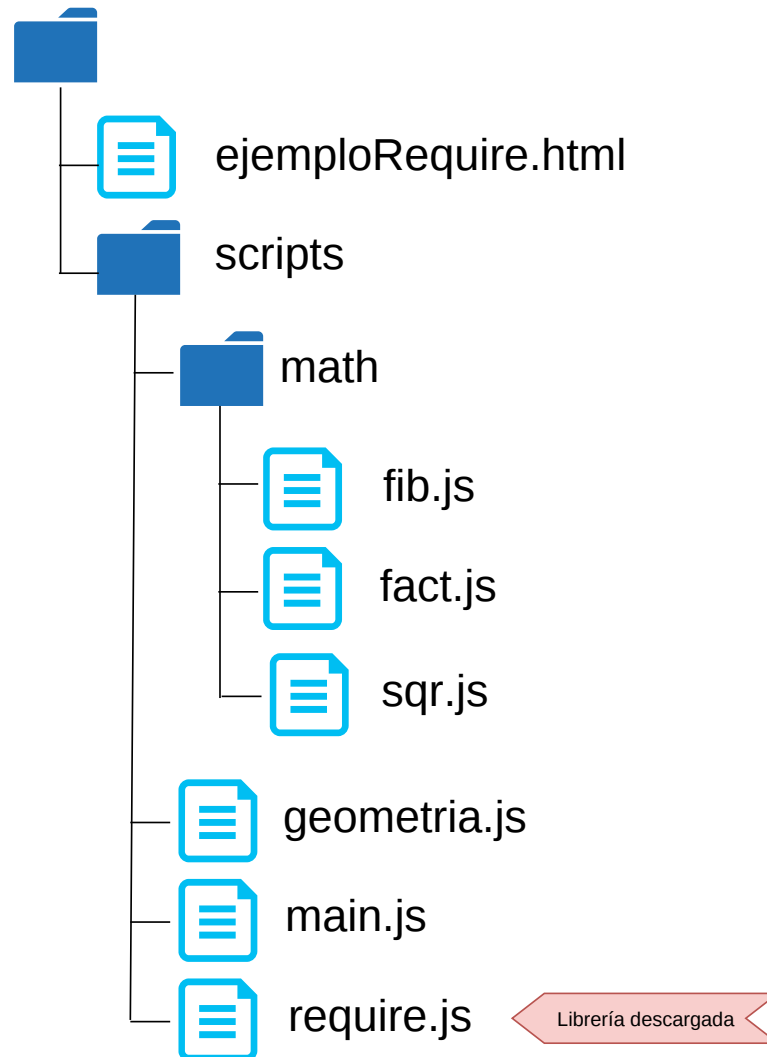 ejemploRequire.html
scripts
math
fib.js
fact.js
sqr.js
geometria.js
main.js
require.js
Librería descargada